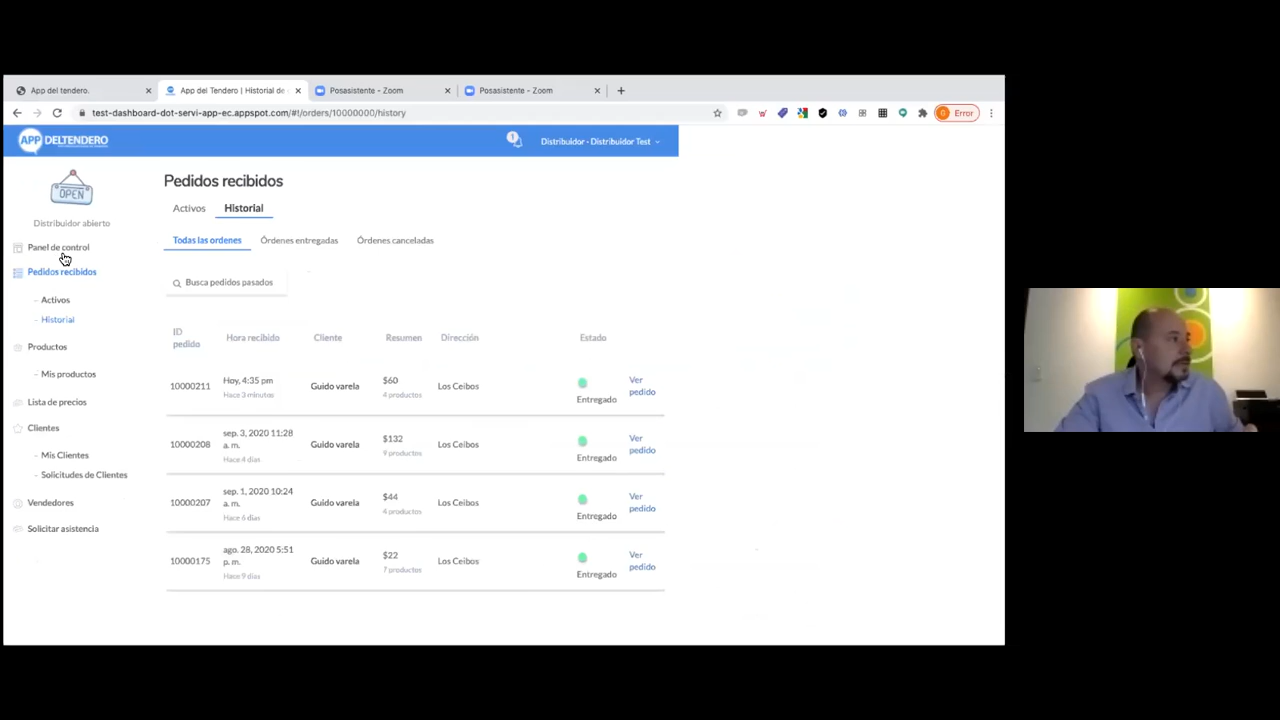 App del tendero.
App del Tendero | Historial de
Posasistente - Zoom
Posasistente - Zoom
test-dashboard-dot-servi-app-ec.appspot.com/#!/orders/10000000/history
G
Error
APP DELTENDERO
1
Distribuidor - Distribuidor Test
OPEN
Distribuidor abierto
Panel de control
Pedidos recibidos
- Activos
- Historial
Productos
- Mis productos
Lista de precios
Clientes
- Mis Clientes
- Solicitudes de Clientes
Vendedores
Solicitar asistencia
Pedidos recibidos
Activos Historial
Todas las ordenes Órdenes entregadas Órdenes canceladas
Busca pedidos pasados
ID pedido Hora recibido Cliente Resumen Dirección Estado
10000211 Hoy, 4:35 pm Guido varela $60 Los Ceibos Ver pedido
Hace 3 minutos 4 productos Entregado
10000208 sep. 3, 2020 11:28 a. m. Guido varela $132 Los Ceibos Ver pedido
Hace 4 días 9 productos Entregado
10000207 sep. 1, 2020 10:24 a. m. Guido varela $44 Los Ceibos Ver pedido
Hace 6 días 4 productos Entregado
10000175 ago. 28, 2020 5:51 p. m. Guido varela $22 Los Ceibos Ver pedido
Hace 9 días 7 productos Entregado